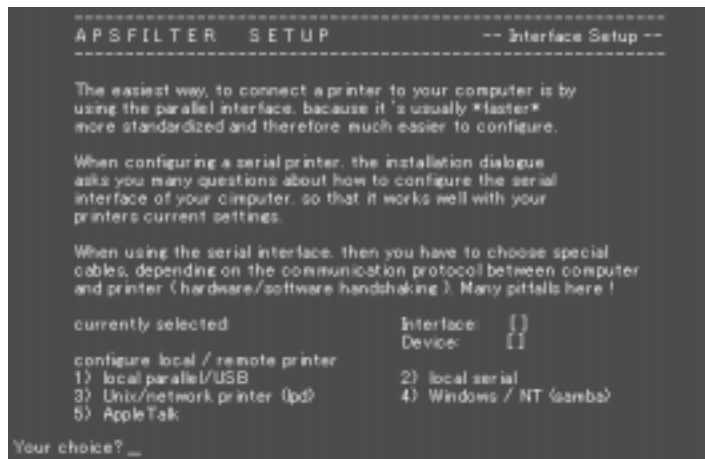 APSFILTER SETUP -- Interface Setup --
The easiest way, to connect a printer to your computer is by
using the parallel interface. bacause it 's usually *faster*
more standardized and therefore much easier to configure.
When configuring a serial printer. the installation dialogue
asks you many questions about how to configure the serial
interface of your cimputer. so that it works well with your
printers current settings.
When using the serial interface. then you have to choose special
cables, depending on the communication protocol between computer
and printer (hardware/software handshaking). Many pitfalls here !
currently selected: Interface: []
Device: []
configure local / remote printer
1) local parallel/USB 2) local serial
3) Unix/network printer (lpd) 4) Windows / NT (samba)
5) AppleTalk
Your choice? _